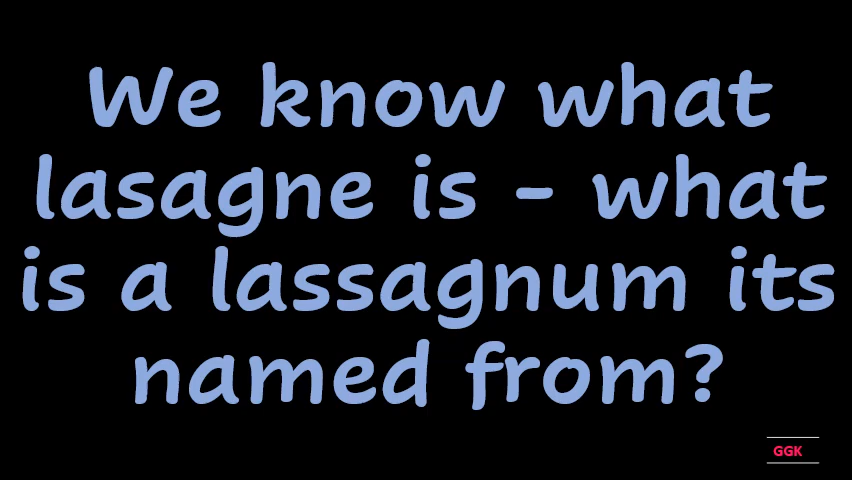 We know what
lasagne is - what
is a lassagnum its
named from?
GGK